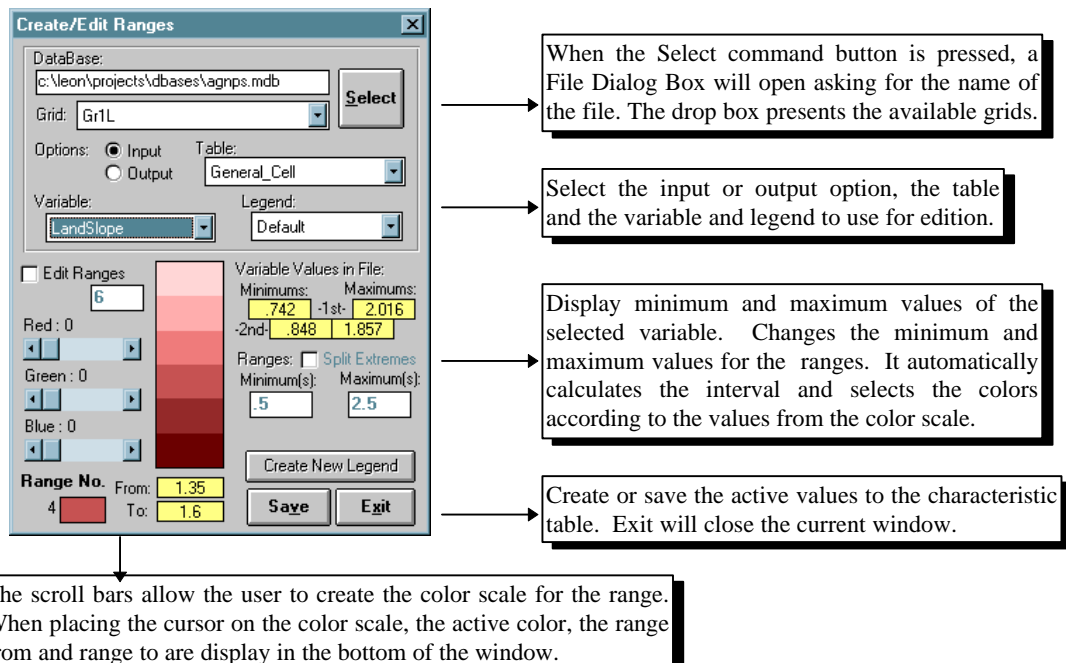 Create/Edit Ranges
DataBase:
c:\leon\projects\dbases\agnps.mdb
Select
Grid: Gr1L
Options: Input
Output
Table:
General_Cell
Variable:
LandSlope
Legend:
Default
Edit Ranges
6
Red : 0
Green : 0
Blue : 0
Range No.
4
From: 1.35
To: 1.6
Variable Values in File:
Minimums: Maximums:
.742 -1st- 2.016
-2nd- .848 1.857
Ranges: Split Extremes
Minimum(s): Maximum(s):
.5 2.5
Create New Legend
Save Exit
When the Select command button is pressed, a
File Dialog Box will open asking for the name of
the file. The drop box presents the available grids.
Select the input or output option, the table
and the variable and legend to use for edition.
Display minimum and maximum values of the
selected variable. Changes the minimum and
maximum values for the ranges. It automatically
calculates the interval and selects the colors
according to the values from the color scale.
Create or save the active values to the characteristic
table. Exit will close the current window.
he scroll bars allow the user to create the color scale for the range.
When placing the cursor on the color scale, the active color, the range
rom and range to are display in the bottom of the window.